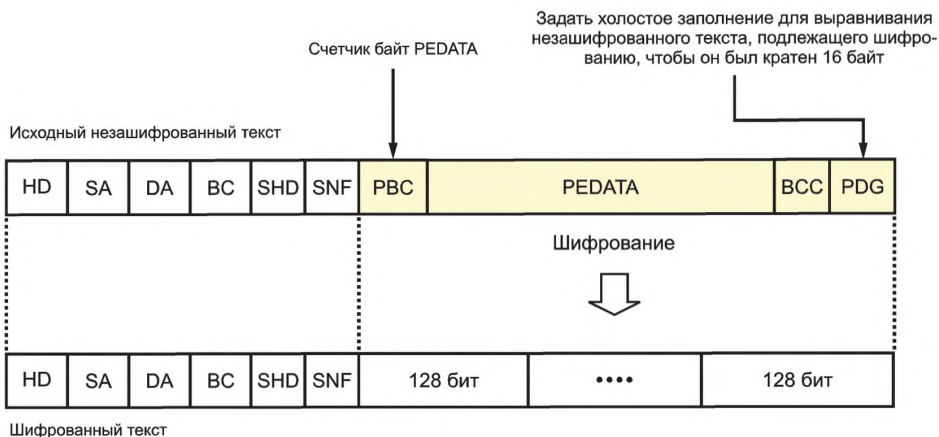 Задать холостое заполнение для выравнивания
незашифрованного текста, подлежащего шифро-
ванию, чтобы он был кратен 16 байт
Счетчик байт PEDATA
Исходный незашифрованный текст
HD SA DA BC SHD SNF PBC PEDATA BCC PDG
Шифрование
HD SA DA BC SHD SNF 128 бит •••• 128 бит
Шифрованный текст